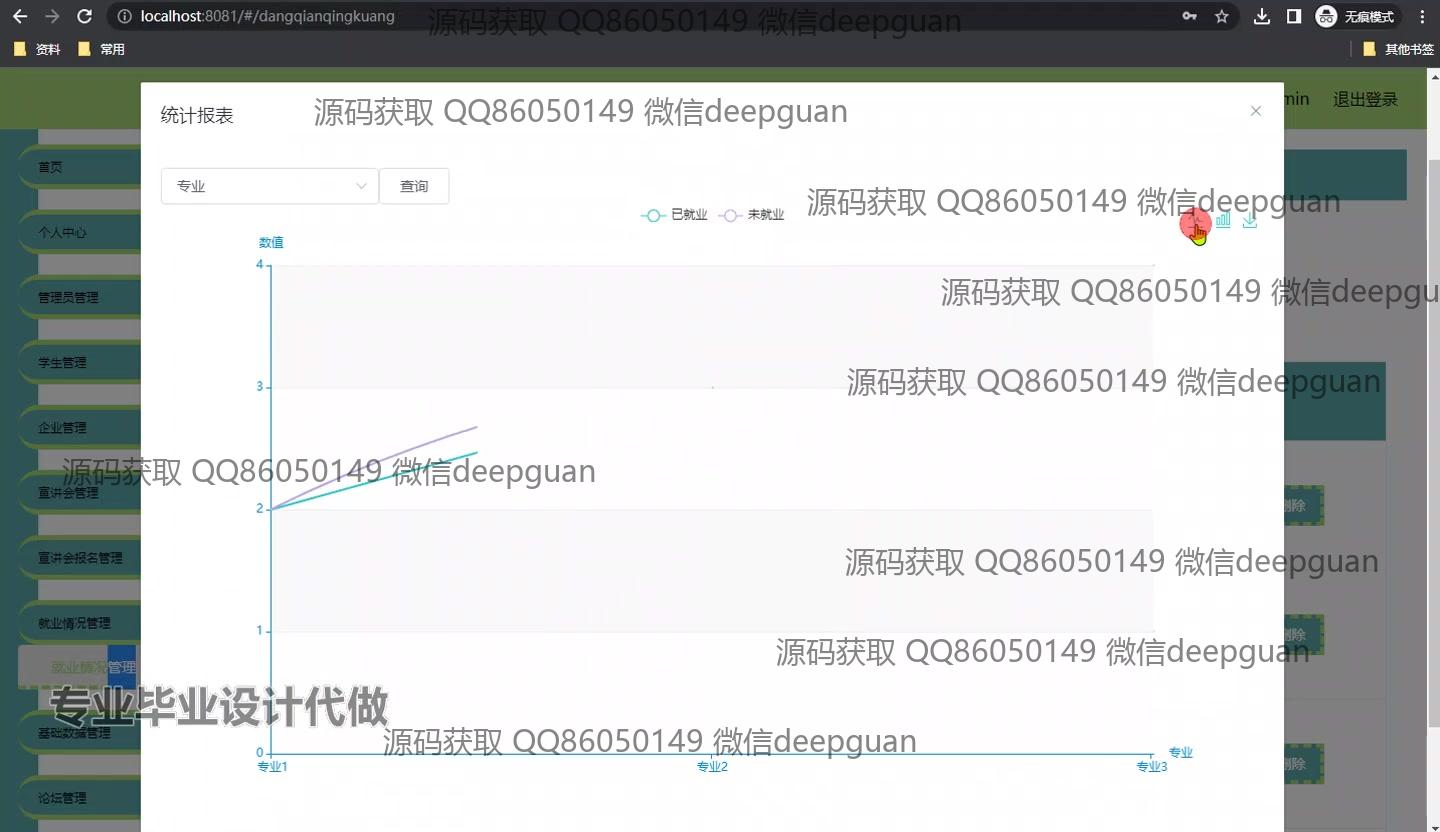 localhost:8081/#/dangqianqingkuang
无痕模式
源码获取 QQ86050149 微信deepguan
资料
常用
其他书签
统计报表
源码获取 QQ86050149 微信deepguan
min
退出登录
首页
专业
查询
源码获取 QQ86050149 微信deepguan
已就业
未就业
个人中心
数值
4
源码获取 QQ86050149 微信deepgu
管理员管理
学生管理
3
源码获取 QQ86050149 微信deepguan
企业管理
源码获取 QQ86050149 微信deepguan
宣讲会管理
2
删除
宣讲会报名管理
源码获取 QQ86050149 微信deepguan
就业情况管理
1
删除
源码获取 QQ86050149 微信deepguan
就业情况管理
专业毕业设计代做
基础数据管理
源码获取 QQ86050149 微信deepguan
0
专业
专业1
专业2
专业3
删除
论坛管理